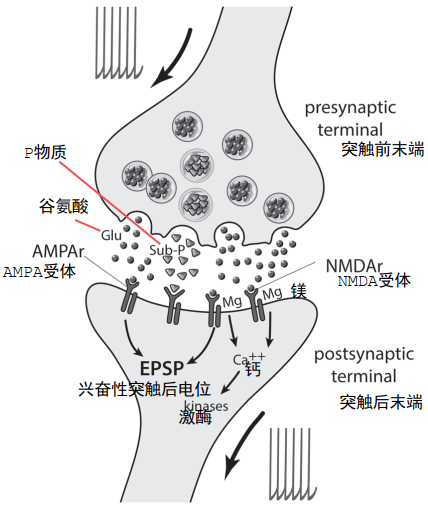 presynaptic
terminal
突触前末端
P物质
谷氨酸
Glu
Sub-P
AMPAr
AMPA受体
NMDAr
NMDA受体
Mg
Mg
镁
Ca++
钙
EPSP
兴奋性突触后电位
kinases
激酶
postsynaptic
terminal
突触后末端